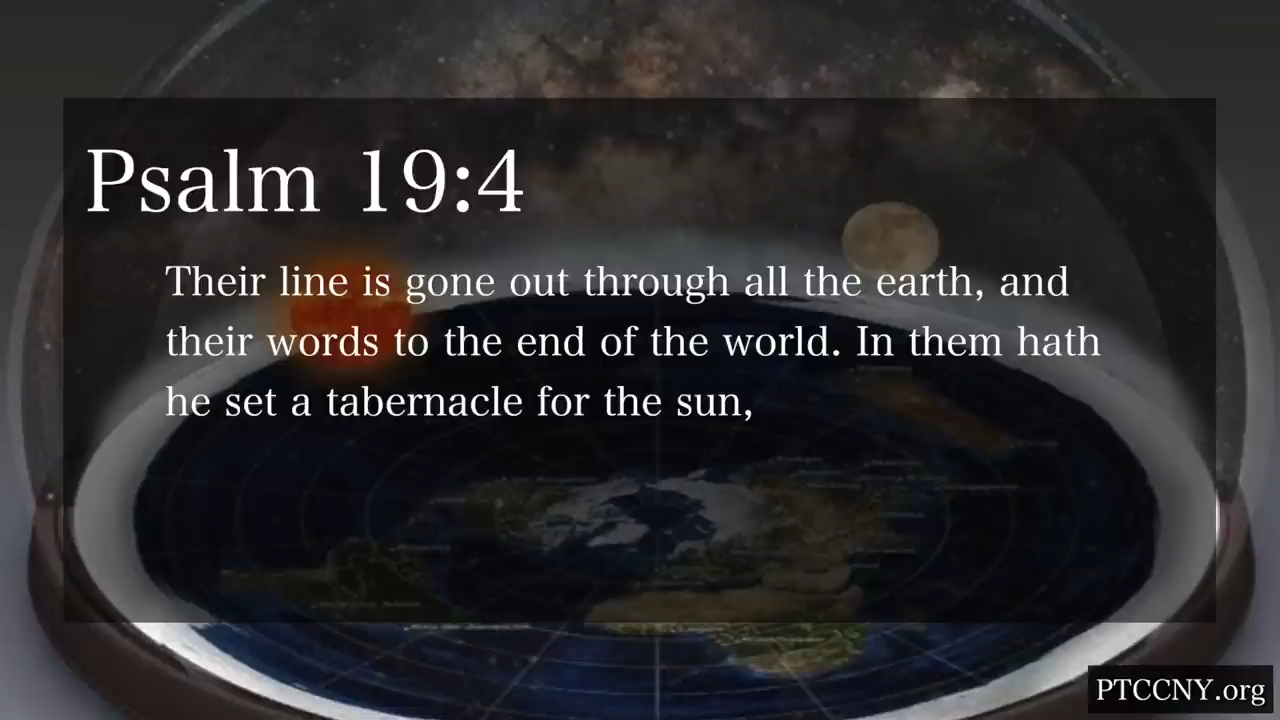 Psalm 19:4
Their line is gone out through all the earth, and
their words to the end of the world. In them hath
he set a tabernacle for the sun,
PTCCNY.org